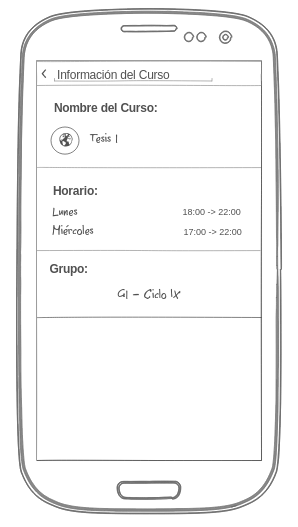 Información del Curso
Nombre del Curso:
Tesis I
Horario:
Lunes 18:00 -> 22:00
Miércoles 17:00 -> 22:00
Grupo:
G1 - Ciclo IX